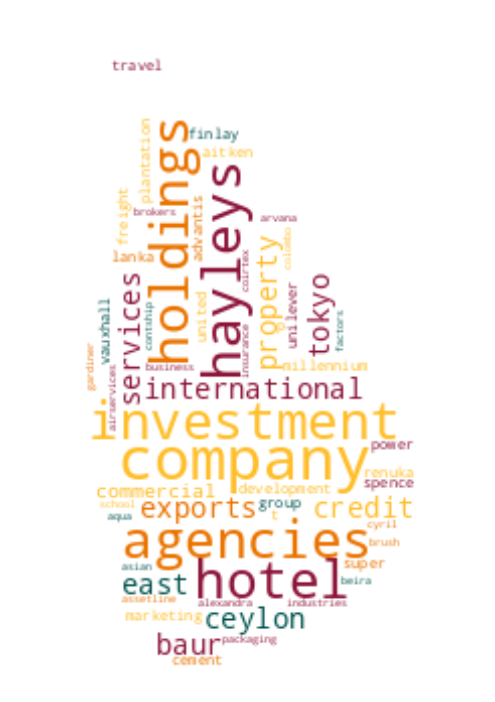 travel
plantation
holdings
finlay
aitken
hayleys
freight
brokers
advantis
arvana
colombo
property
lanka
services
coirtex
unilever
tokyo
united
vauxhall
contship
factors
insurance
gardiner
airservices
business
millennium
international
investment
company
power
renuka
spence
commercial
development
school
exports
group
credit
aqua
t
cyril
agencies
brush
asian
super
east
hotel
beira
assetline
alexandra
industries
marketing
ceylon
baur
packaging
cement